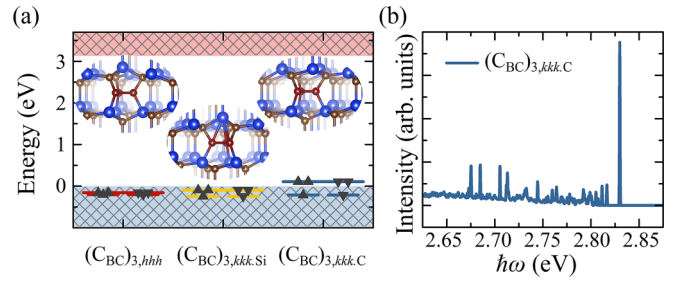 (a)
Energy (eV)
3
2
1
0
(C_BC)_3,hhh (C_BC)_3,kkk.Si (C_BC)_3,kkk.C
(b)
Intensity (arb. units)
(C_BC)_3,kkk.C
2.65 2.70 2.75 2.80 2.85
ħω (eV)